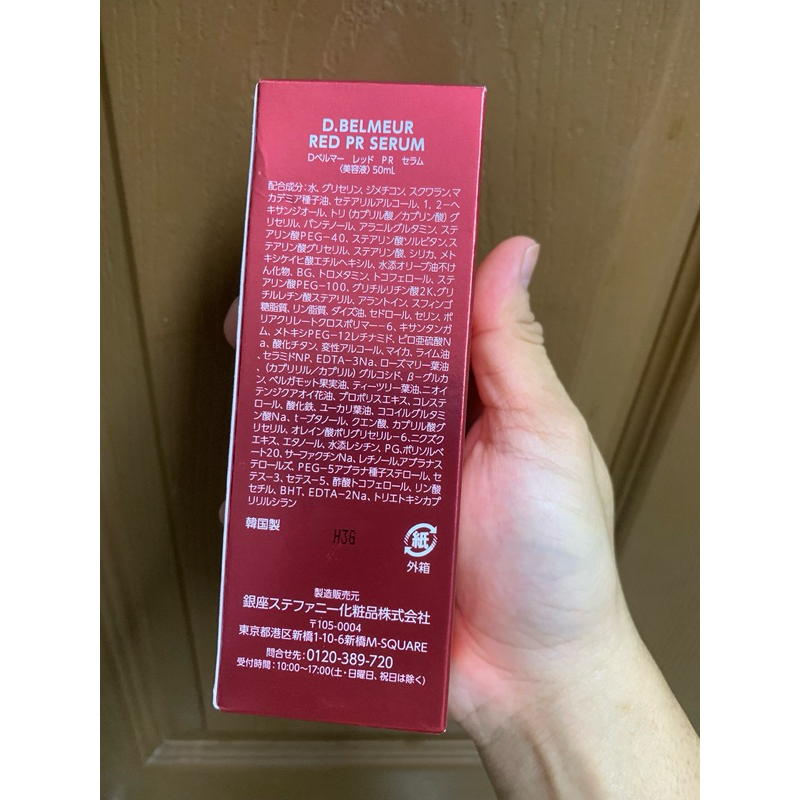 D.BELMEUR
RED PR SERUM
Dベルマー レッド PR セラム
〈美容液〉50mL
配合成分：水、グリセリン、ジメチコン、スクワラン、マ
カデミア種子油、セテアリルアルコール、1，2－ヘ
キサンジオール、トリ（カプリル酸／カプリン酸）グ
リセリル、パンテノール、アラニルグルタミン、ステ
アリン酸PEG－40、ステアリン酸ソルビタン、ス
テアリン酸グリセリル、ステアリン酸、シリカ、メト
キシケイヒ酸エチルヘキシル、水添オリーブ油不け
ん化物、BG、トロメタミン、トコフェロール、ステ
アリン酸PEG－100、グリチルリチン酸2K、グリ
チルレチン酸ステアリル、アラントイン、スフィンゴ
糖脂質、リン脂質、ダイズ油、セドロール、セリン、ポ
リアクリレートクロスポリマー－6、キサンタンガ
ム、メトキシPEG－12レチナミド、ピロ亜硫酸N
a、酸化チタン、変性アルコール、マイカ、ライム油
、セラミドNP、EDTA－3Na、ローズマリー葉油
、（カプリリル／カプリル）グルコシド、β－グルカ
ン、ベルガモット果実油、ティーツリー葉油、ニオイ
テンジクアオイ花油、プロポリスエキス、コレステ
ロール、酸化鉄、ユーカリ葉油、ココイルグルタミ
ン酸Na、t－ブタノール、クエン酸、カプリル酸グ
リセリル、オレイン酸ポリグリセリル－6、ニクズク
エキス、エタノール、水添レシチン、PG、ポリソルベ
ート20、サーファクチンNa、レチノール、アブラナス
テロールズ、PEG－5アブラナ種子ステロール、セ
テス－3、セテス－5、酢酸トコフェロール、リン酸
セチル、BHT、EDTA－2Na、トリエトキシカプ
リリルシラン
韓国製
H3G
紙
外箱
製造販売元
銀座ステファニー化粧品株式会社
〒105-0004
東京都港区新橋1-10-6新橋M-SQUARE
問合せ先：0120-389-720
受付時間：10:00〜17:00(土・日曜日、祝日は除く)